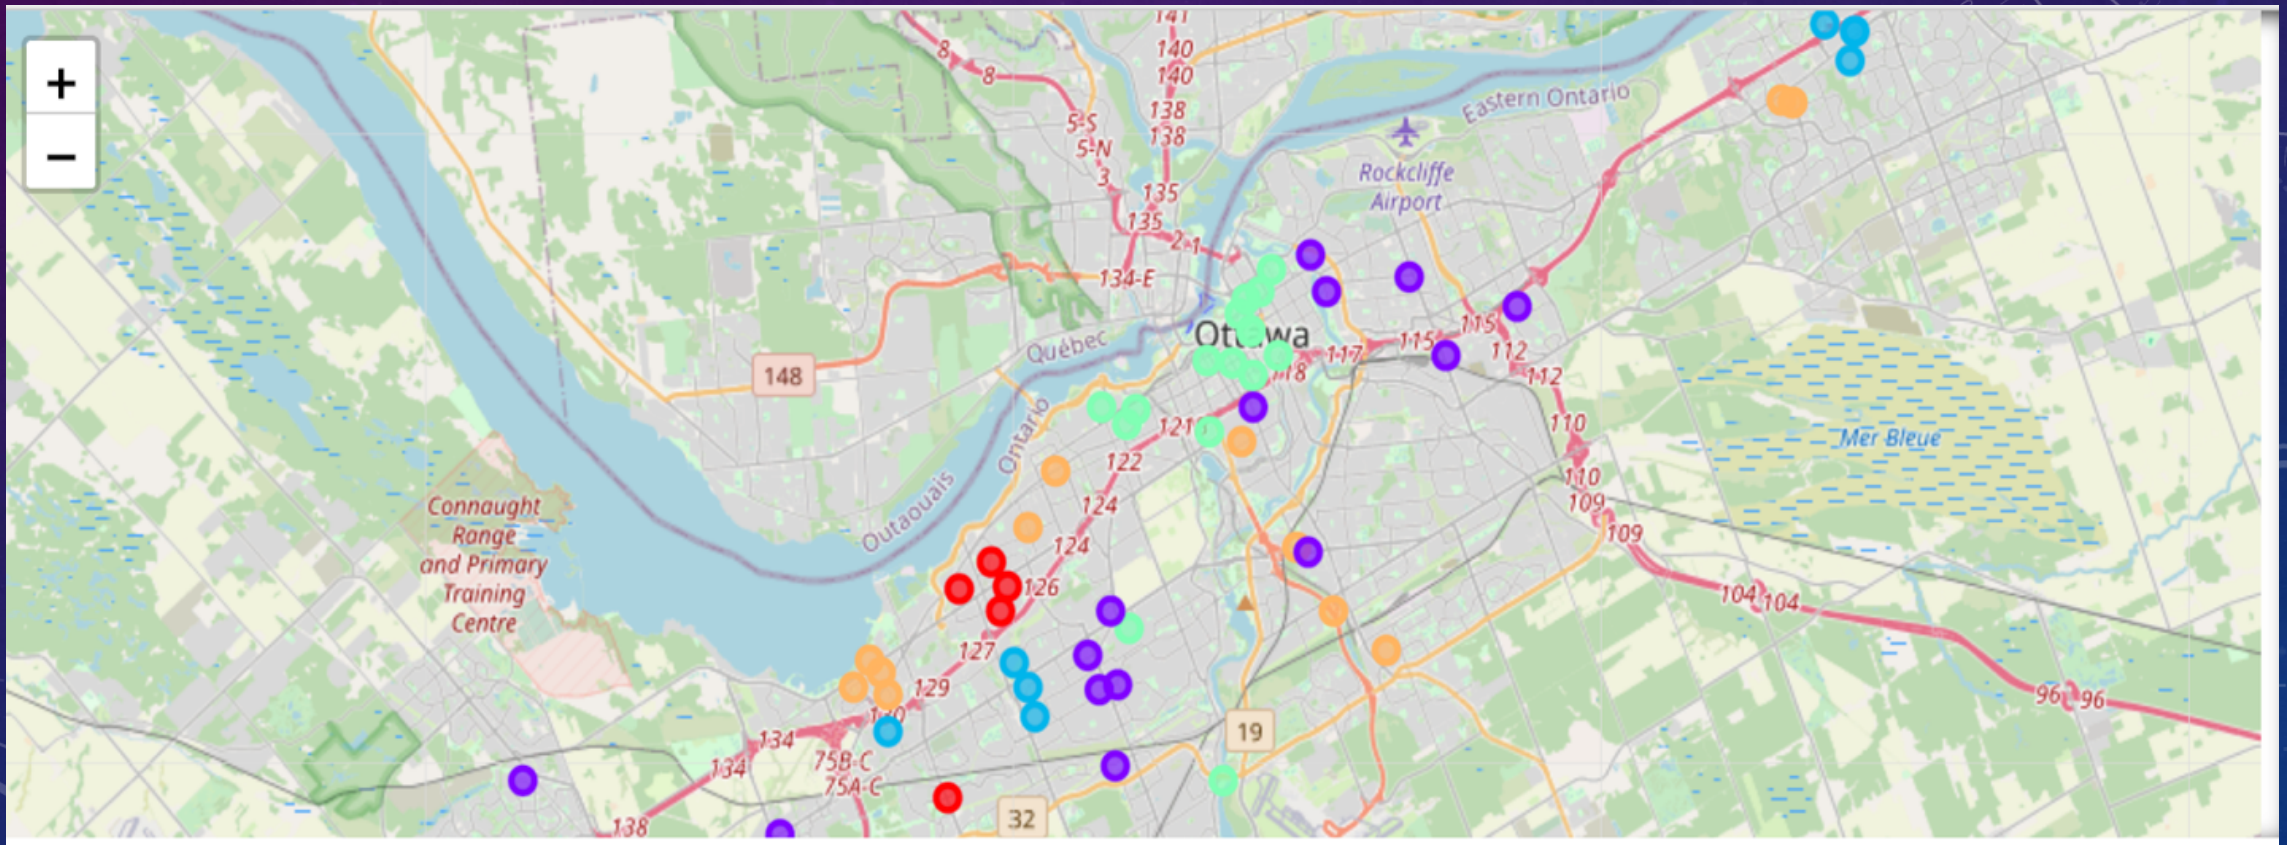 +
−
141
140
140
138
138
8
8
5-S
5-N
3
135
135
2-1
134-E
Eastern Ontario
Rockcliffe
Airport
Ottawa
Québec
148
117
115
115
112
112
118
121
122
124
124
126
127
129
130
134
134
138
75B-C
75A-C
110
110
109
109
104
104
96
96
Mer Bleue
Ontario
Outaouais
Connaught
Range
and Primary
Training
Centre
19
32